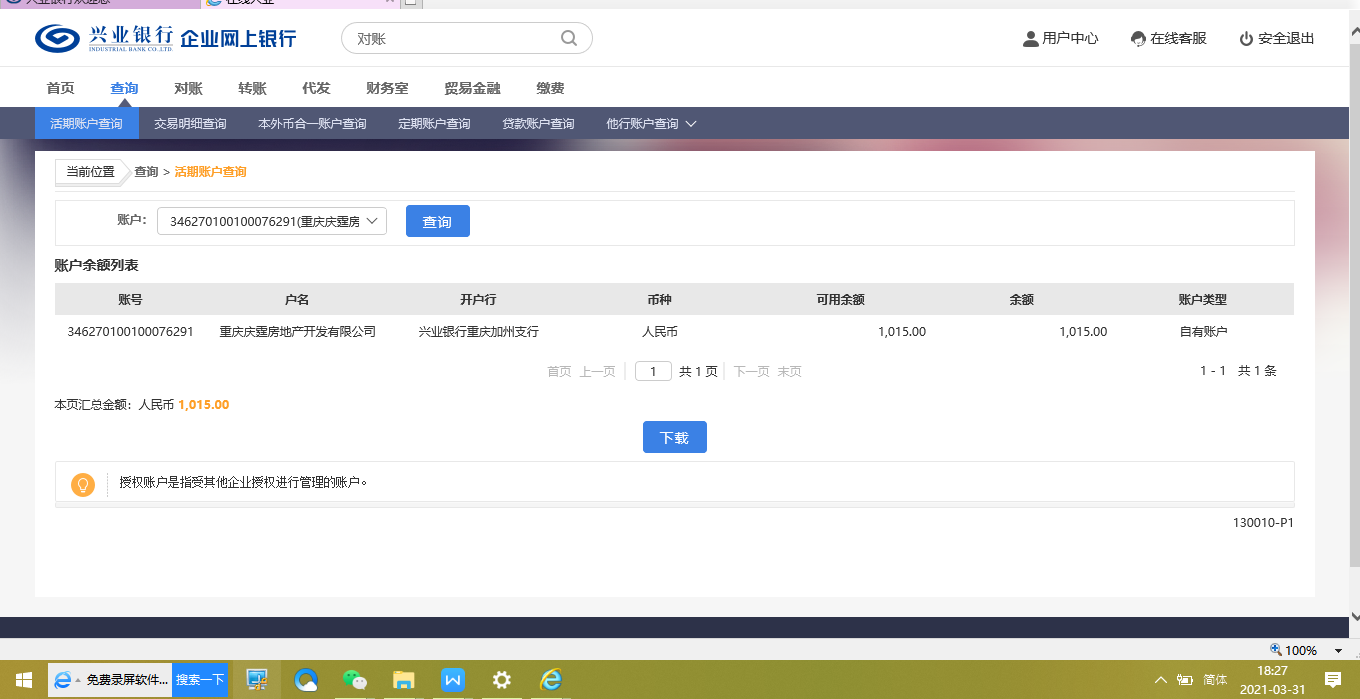 兴业银行 企业网上银行 对账 用户中心 在线客服 安全退出
INDUSTRIAL BANK CO.,LTD.
首页 查询 对账 转账 代发 财务室 贸易金融 缴费
活期账户查询 交易明细查询 本外币合一账户查询 定期账户查询 贷款账户查询 他行账户查询
当前位置 查询 > 活期账户查询
账户: 346270100100076291(重庆庆霆房 查询
账户余额列表
账号 户名 开户行 币种 可用余额 余额 账户类型
346270100100076291 重庆庆霆房地产开发有限公司 兴业银行重庆加州支行 人民币 1,015.00 1,015.00 自有账户
首页 上一页 1 共 1 页 下一页 末页 1 - 1 共 1 条
本页汇总金额: 人民币 1,015.00
下载
授权账户是指受其他企业授权进行管理的账户。
130010-P1
100%
免费录屏软件... 搜索一下 简体 18:27
2021-03-31